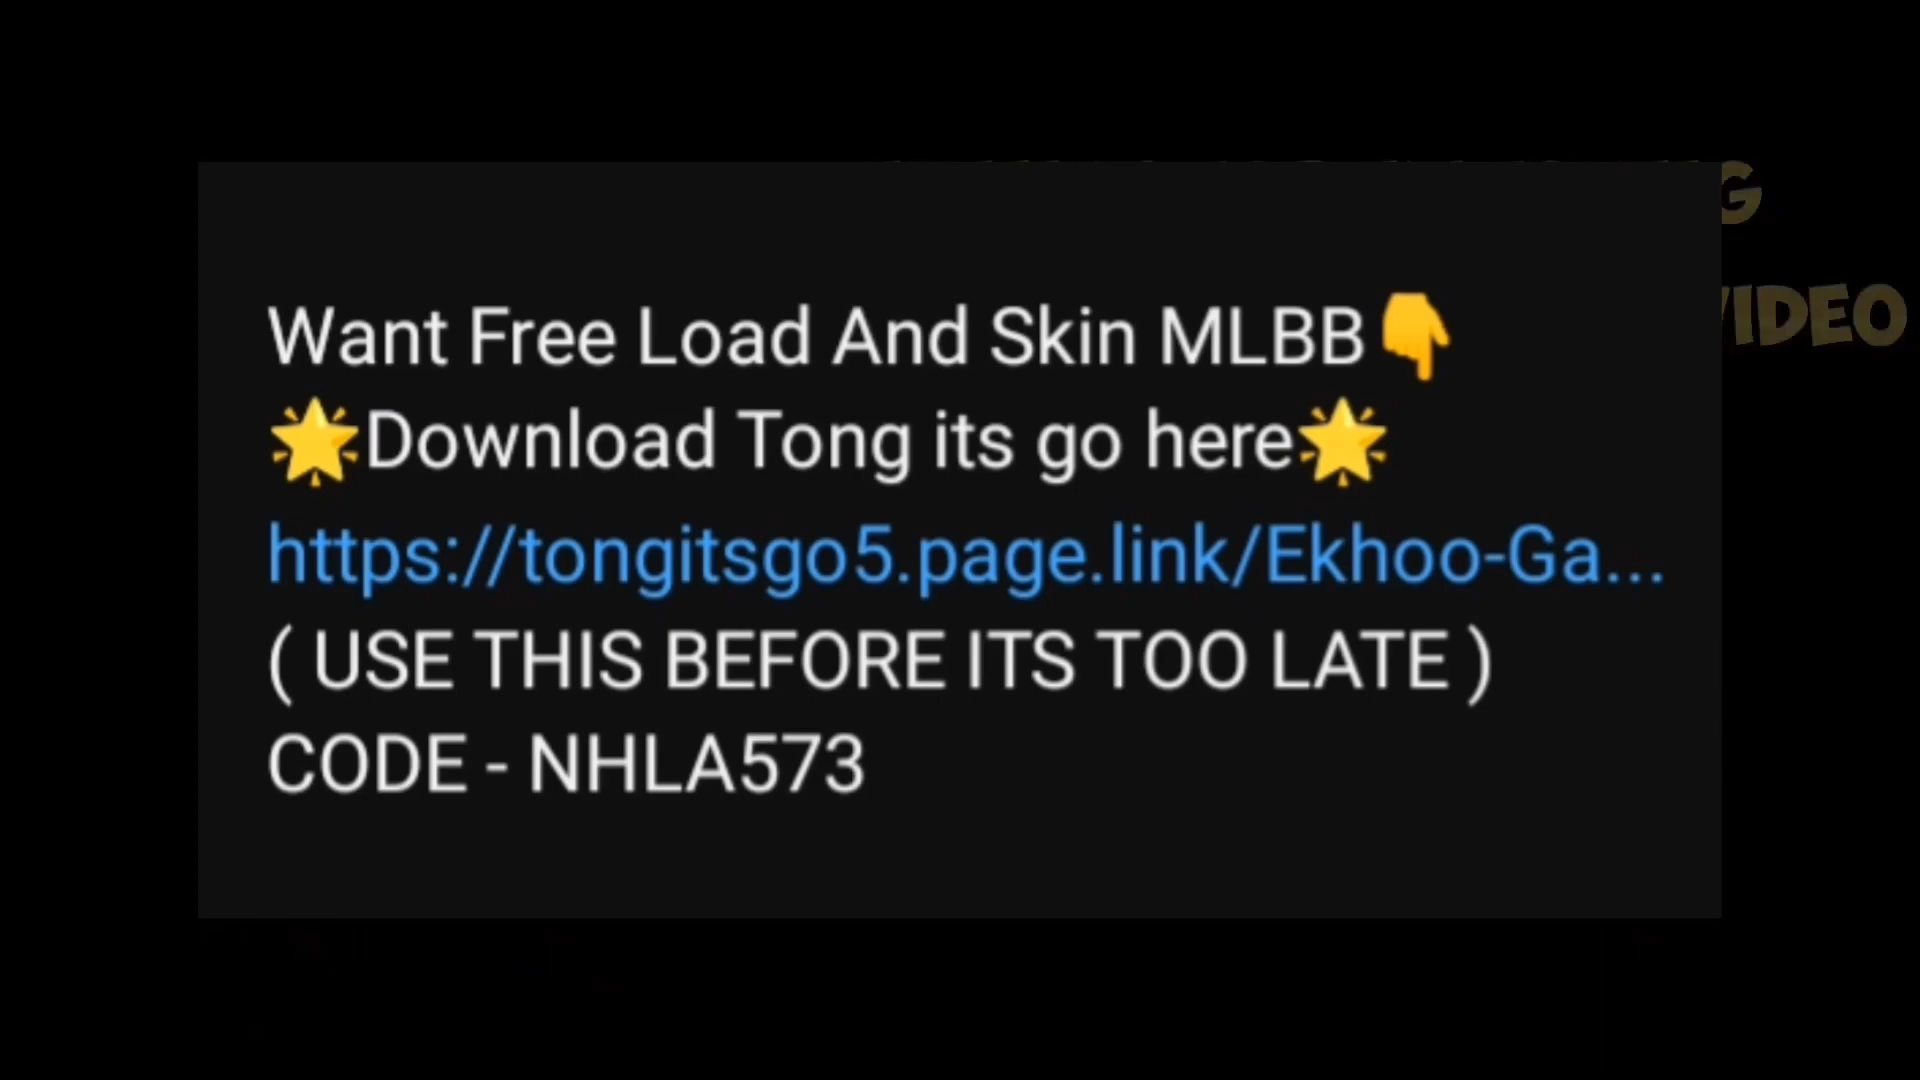 Want Free Load And Skin MLBB👇
🌟Download Tong its go here🌟
https://tongitsgo5.page.link/Ekhoo-Ga...
( USE THIS BEFORE ITS TOO LATE )
CODE - NHLA573
G
VIDEO